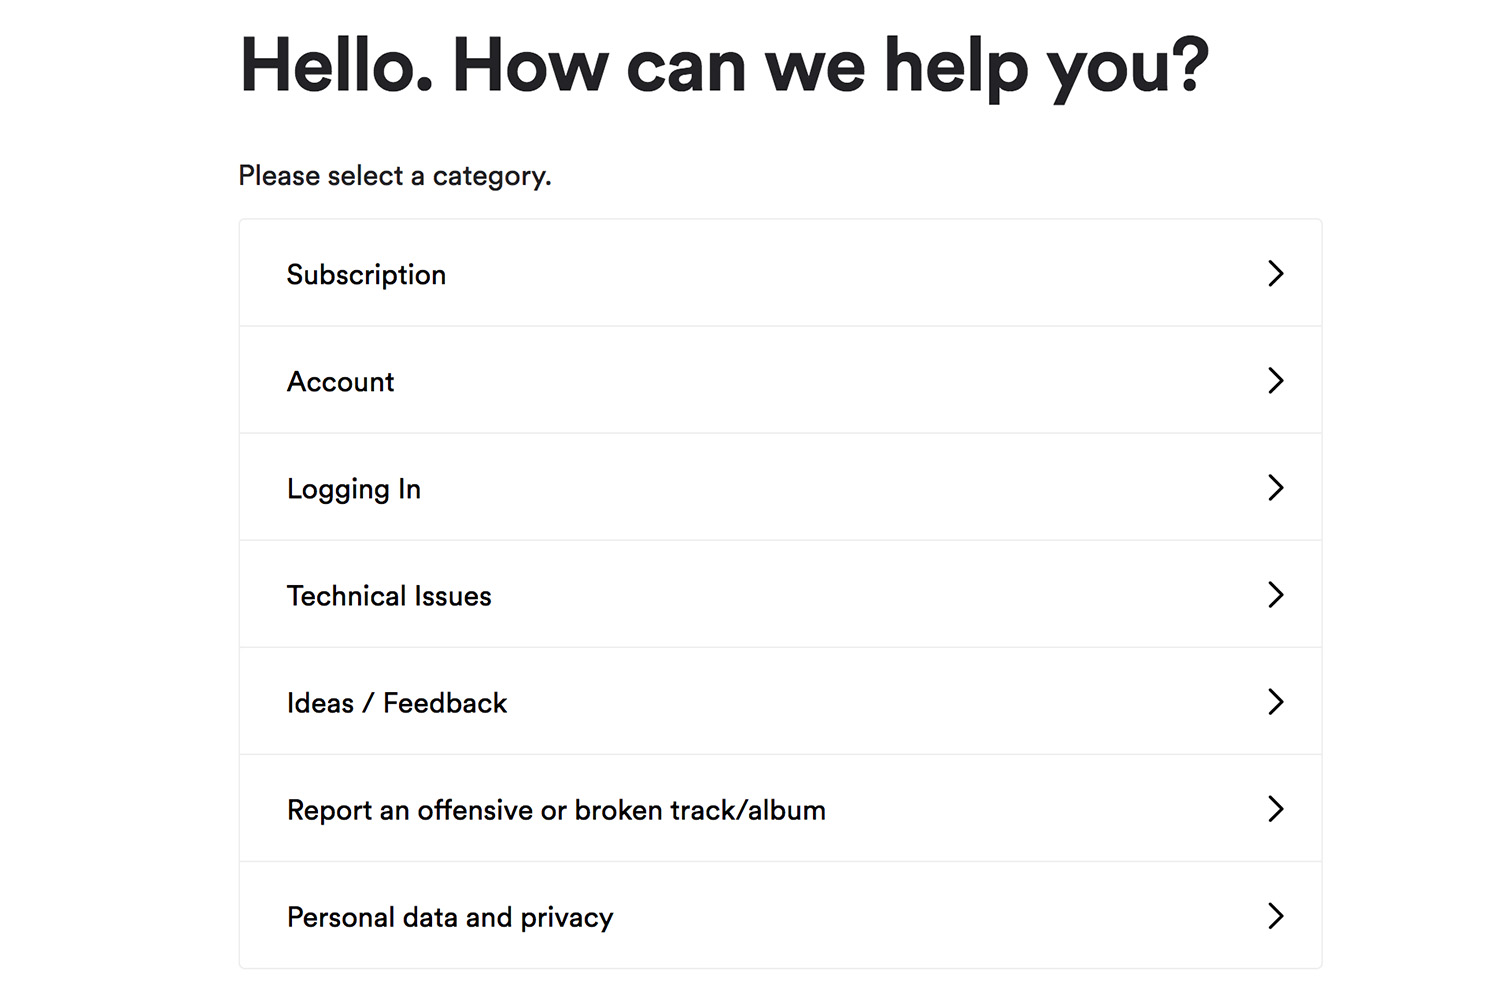 Hello. How can we help you?
Please select a category.
Subscription
Account
Logging In
Technical Issues
Ideas / Feedback
Report an offensive or broken track/album
Personal data and privacy